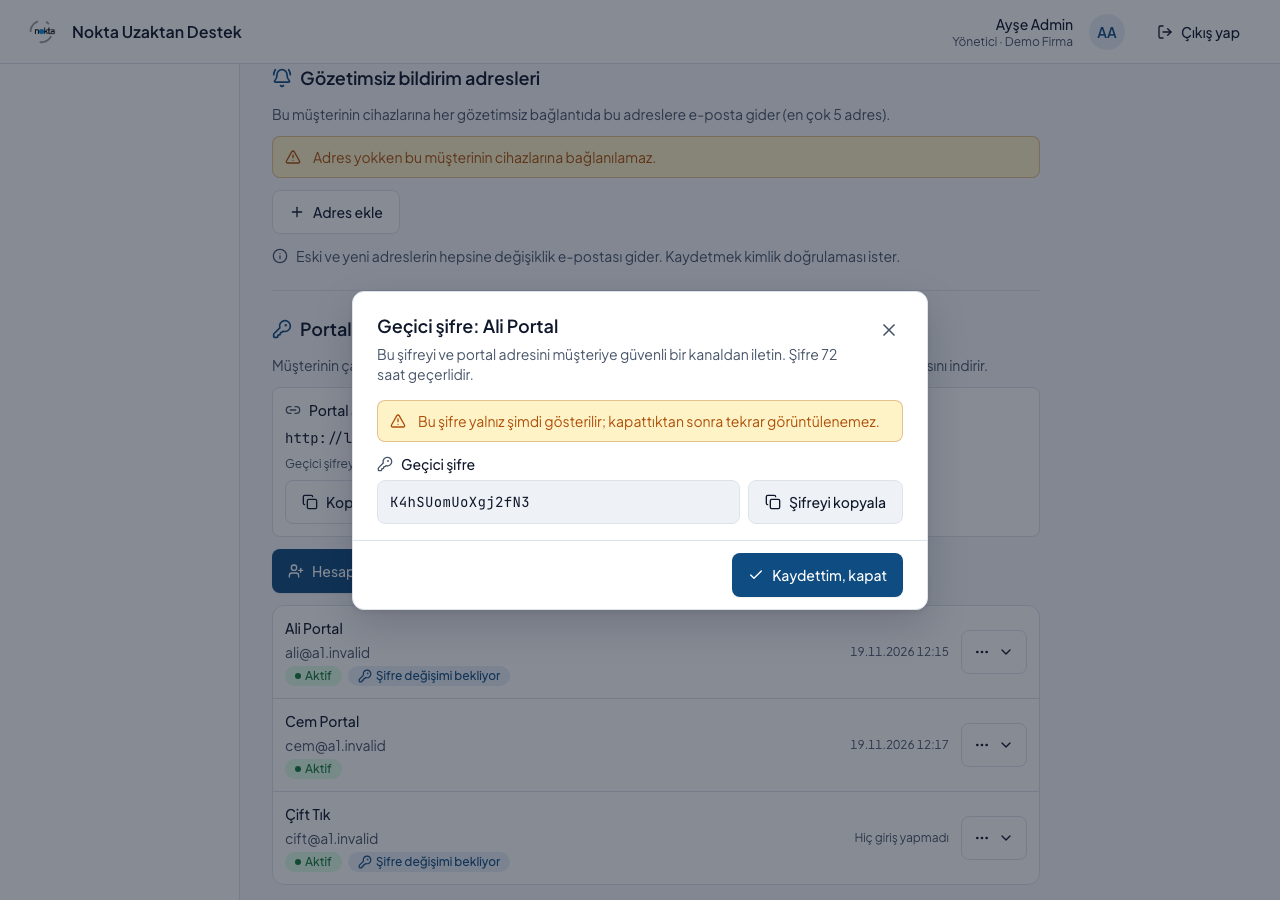 nokta
Nokta Uzaktan Destek
Ayşe Admin
Yönetici · Demo Firma
AA
Çıkış yap
Gözetimsiz bildirim adresleri
Bu müşterinin cihazlarına her gözetimsiz bağlantıda bu adreslere e-posta gider (en çok 5 adres).
Adres yokken bu müşterinin cihazlarına bağlanılamaz.
Adres ekle
Eski ve yeni adreslerin hepsine değişiklik e-postası gider. Kaydetmek kimlik doğrulaması ister.
Portal
Müşterinin
sını indirir.
Portal
http://l
Geçici şifrey
Kop
Hesap
Geçici şifre: Ali Portal
Bu şifreyi ve portal adresini müşteriye güvenli bir kanaldan iletin. Şifre 72
saat geçerlidir.
Bu şifre yalnız şimdi gösterilir; kapattıktan sonra tekrar görüntülenemez.
Geçici şifre
K4hSUomUoXgj2fN3
Şifreyi kopyala
Kaydettim, kapat
Ali Portal
ali@a1.invalid
Aktif
Şifre değişimi bekliyor
19.11.2026 12:15
Cem Portal
cem@a1.invalid
Aktif
19.11.2026 12:17
Çift Tık
cift@a1.invalid
Aktif
Şifre değişimi bekliyor
Hiç giriş yapmadı